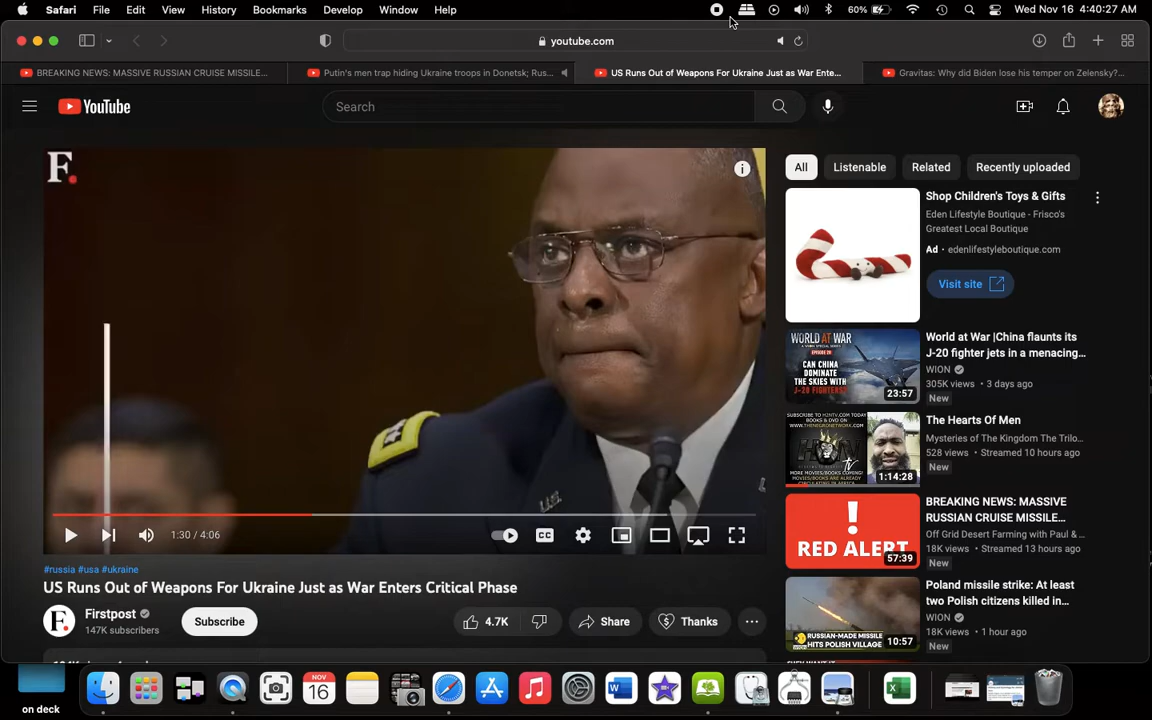 Safari File Edit View History Bookmarks Develop Window Help 60% Wed Nov 16 4:40:27 AM
youtube.com
BREAKING NEWS: MASSIVE RUSSIAN CRUISE MISSILE...
Putin's men trap hiding Ukraine troops in Donetsk; Rus...
US Runs Out of Weapons For Ukraine Just as War Ente...
Gravitas: Why did Biden lose his temper on Zelensky?...
YouTube
Search
F.
All Listenable Related Recently uploaded
Shop Children's Toys & Gifts
Eden Lifestyle Boutique - Frisco's
Greatest Local Boutique
Ad • edenlifestyleboutique.com
Visit site
WORLD AT WAR
CAN CHINA
DOMINATE
THE SKIES WITH
J-20 FIGHTERS?
23:57
World at War |China flaunts its
J-20 fighter jets in a menacing...
WION
305K views • 3 days ago
New
SUBSCRIBE TO H2NTV.COM TODAY
MORE MOVIES/BOOKS COMING!
1:14:28
The Hearts Of Men
Mysteries of The Kingdom The Trilo...
528 views • Streamed 10 hours ago
New
!
RED ALERT
57:39
BREAKING NEWS: MASSIVE
RUSSIAN CRUISE MISSILE...
Off Grid Desert Farming with Paul & ...
18K views • Streamed 13 hours ago
New
RUSSIAN-MADE MISSILE
HITS POLISH VILLAGE
10:57
Poland missile strike: At least
two Polish citizens killed in...
WION
18K views • 1 hour ago
New
1:30 / 4:06
CC
#russia #usa #ukraine
US Runs Out of Weapons For Ukraine Just as War Enters Critical Phase
F.
Firstpost
147K subscribers
Subscribe
4.7K
Share
Thanks
NOV
16
W
X
on deck